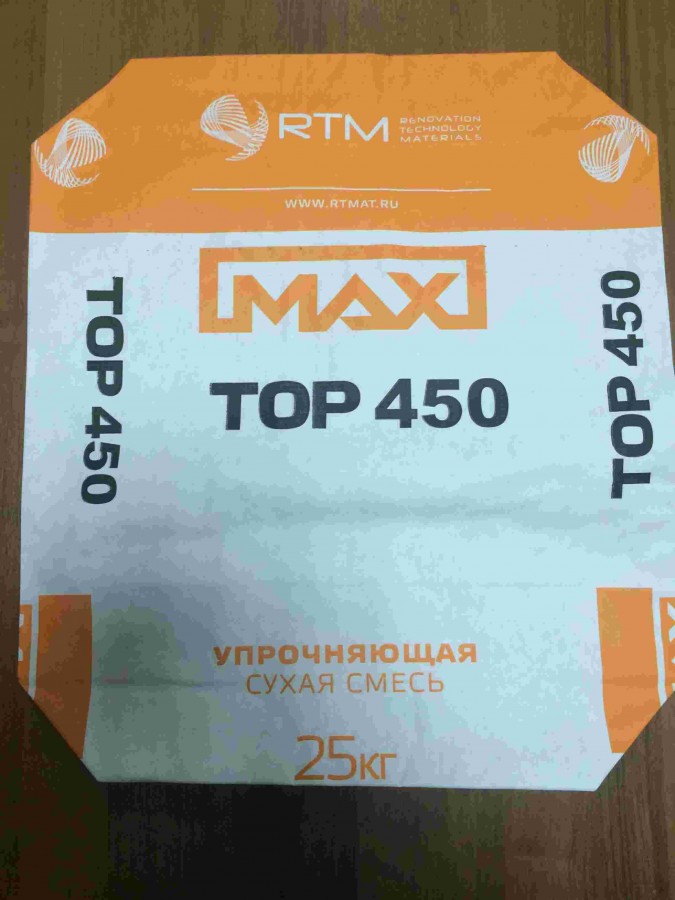 RTM
RENOVATION
TECHNOLOGY
MATERIALS
WWW.RTMAT.RU
MAX
TOP 450
TOP 450
TOP 450
УПРОЧНЯЮЩАЯ
СУХАЯ СМЕСЬ
25кг